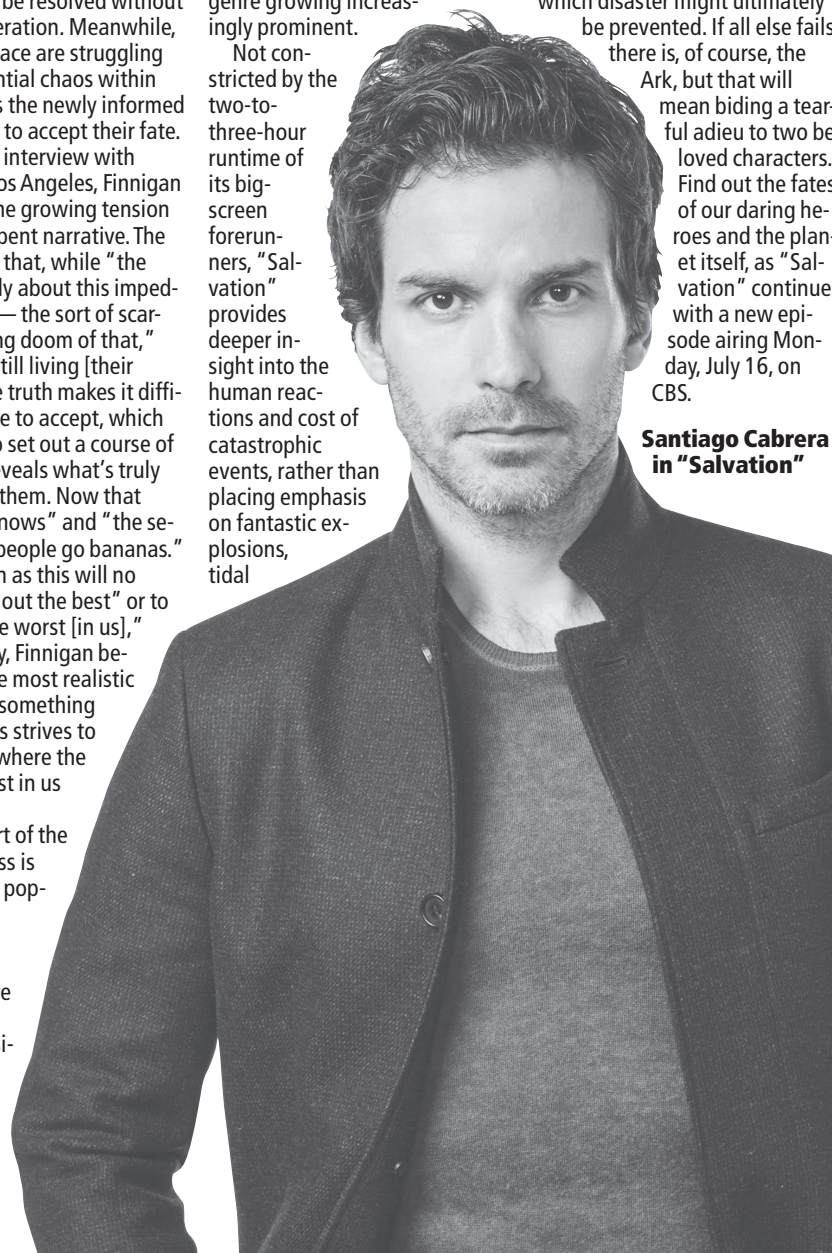 be resolved without
eration. Meanwhile,
ace are struggling
ntial chaos within
s the newly informed
to accept their fate.
interview with
os Angeles, Finnigan
ne growing tension
pent narrative. The
that, while “the
ly about this imped-
— the sort of scar-
ng doom of that,”
till living [their
e truth makes it diffi-
e to accept, which
o set out a course of
eveals what’s truly
them. Now that
nows” and “the se-
people go bananas.”
n as this will no
out the best” or to
e worst [in us],”
y, Finnigan be-
e most realistic
something
s strives to
where the
st in us
rt of the
ss is
pop-
e
i-
genre growing increas-
ingly prominent.
Not con-
stricted by the
two-to-
three-hour
runtime of
its big-
screen
forerun-
ners, “Sal-
vation”
provides
deeper in-
sight into the
human reac-
tions and cost of
catastrophic
events, rather than
placing emphasis
on fantastic ex-
plosions,
tidal
which disaster might ultimately
be prevented. If all else fails
there is, of course, the
Ark, but that will
mean biding a tear-
ful adieu to two be
loved characters.
Find out the fates
of our daring he-
roes and the plan-
et itself, as “Sal-
vation” continue
with a new epi-
sode airing Mon-
day, July 16, on
CBS.
Santiago Cabrera
in “Salvation”